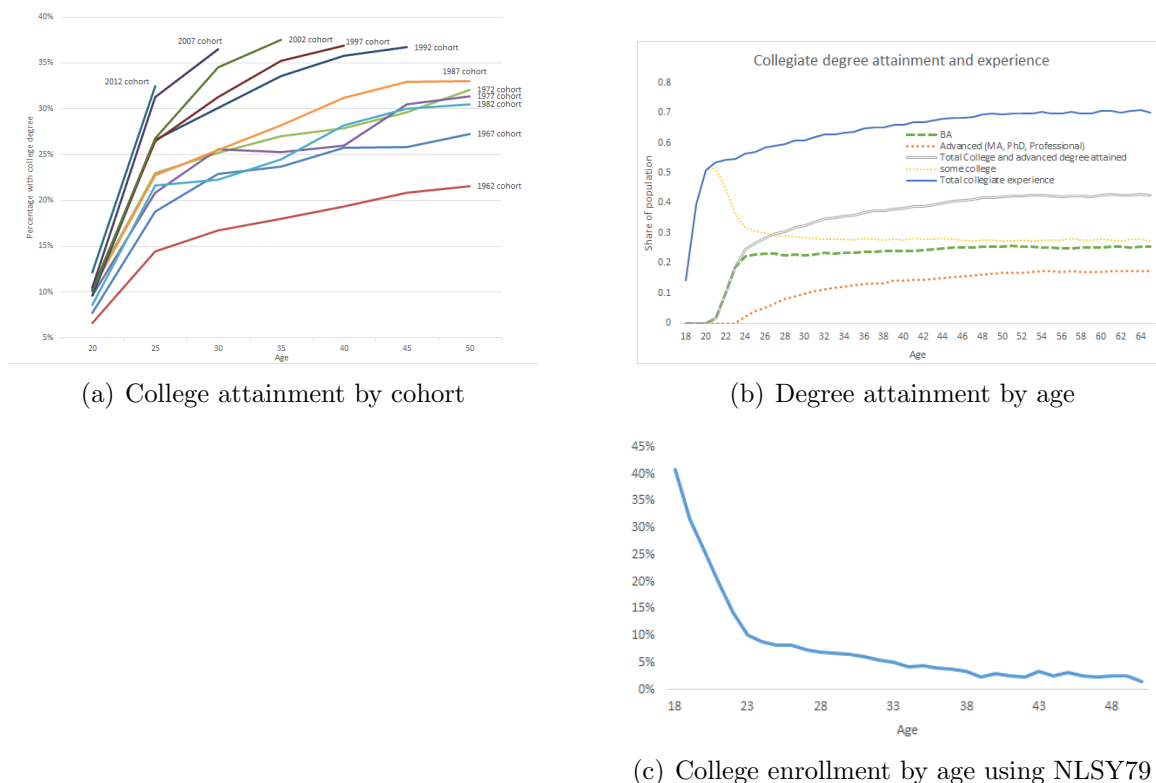 40%
35%
30%
25%
20%
15%
10%
5%
Percentage with college degree
2007 cohort
2002 cohort
1997 cohort
1992 cohort
2012 cohort
1987 cohort
1972 cohort
1977 cohort
1982 cohort
1967 cohort
1962 cohort
20 25 30 35 40 45 50
Age
(a) College attainment by cohort
Collegiate degree attainment and experience
0.8
0.7
0.6
0.5
0.4
0.3
0.2
0.1
0
Share of population
BA
Advanced (MA, PhD, Professional)
Total College and advanced degree attained
some college
Total collegiate experience
18 20 22 24 26 28 30 32 34 36 38 40 42 44 46 48 50 52 54 56 58 60 62 64
Age
(b) Degree attainment by age
45%
40%
35%
30%
25%
20%
15%
10%
5%
0%
18 23 28 33 38 43 48
Age
(c) College enrollment by age using NLSY79